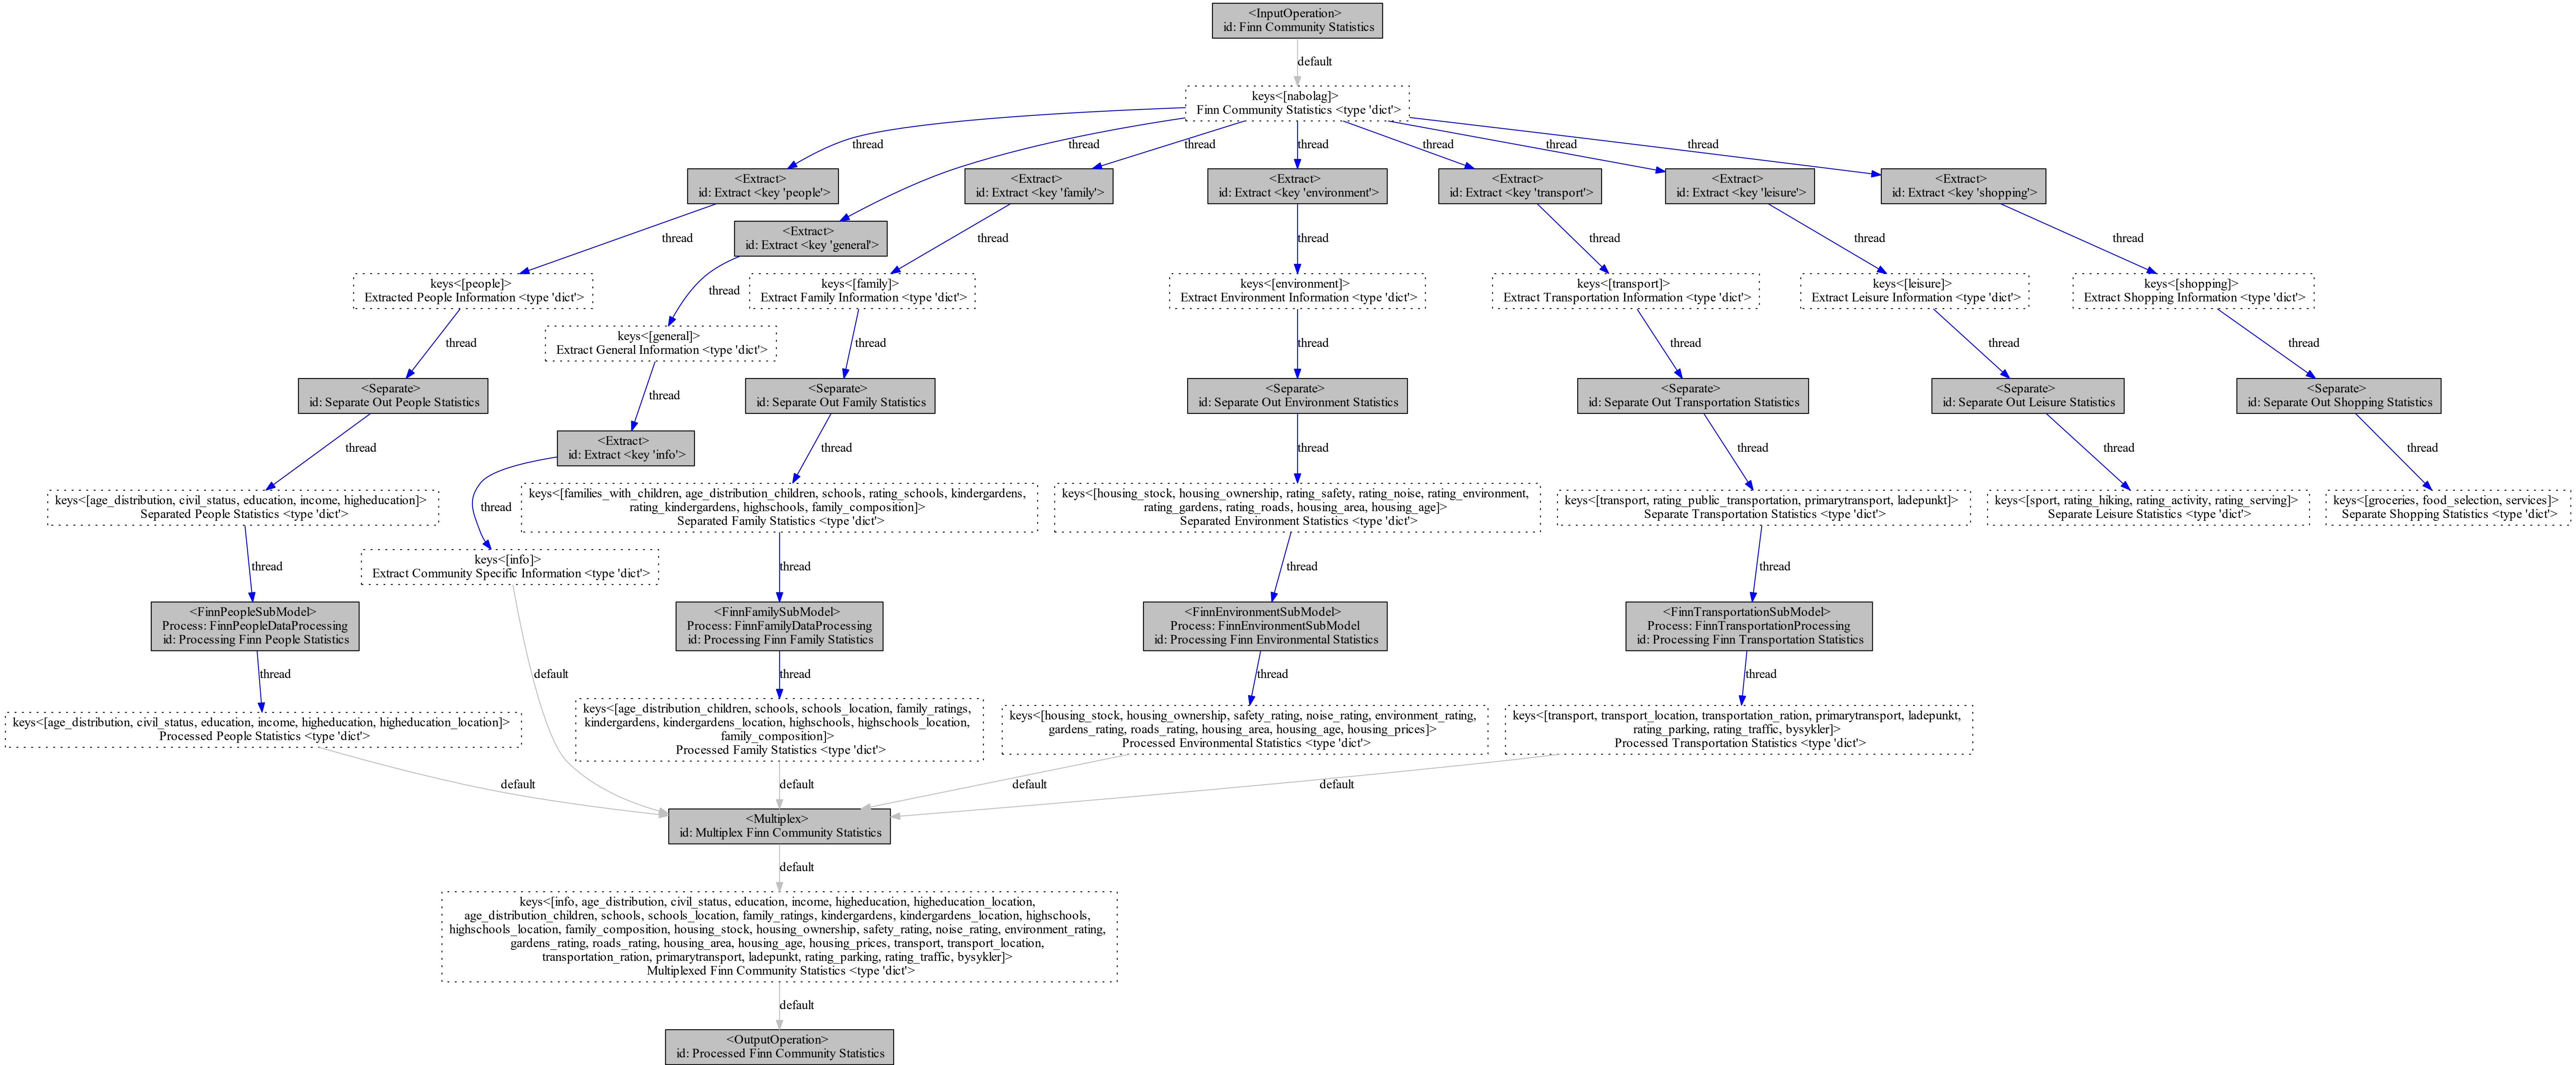 <InputOperation>
id: Finn Community Statistics
default
keys<[nabolag]>
Finn Community Statistics <type 'dict'>
thread
thread
thread
thread
thread
thread
thread
<Extract>
id: Extract <key 'people'>
<Extract>
id: Extract <key 'family'>
<Extract>
id: Extract <key 'environment'>
<Extract>
id: Extract <key 'transport'>
<Extract>
id: Extract <key 'leisure'>
<Extract>
id: Extract <key 'shopping'>
<Extract>
id: Extract <key 'general'>
thread
thread
thread
thread
thread
thread
keys<[people]>
Extracted People Information <type 'dict'>
thread
keys<[family]>
Extract Family Information <type 'dict'>
keys<[environment]>
Extract Environment Information <type 'dict'>
keys<[transport]>
Extract Transportation Information <type 'dict'>
keys<[leisure]>
Extract Leisure Information <type 'dict'>
keys<[shopping]>
Extract Shopping Information <type 'dict'>
keys<[general]>
Extract General Information <type 'dict'>
thread
thread
thread
thread
thread
thread
<Separate>
id: Separate Out People Statistics
thread
<Separate>
id: Separate Out Family Statistics
<Separate>
id: Separate Out Environment Statistics
<Separate>
id: Separate Out Transportation Statistics
<Separate>
id: Separate Out Leisure Statistics
<Separate>
id: Separate Out Shopping Statistics
<Extract>
id: Extract <key 'info'>
thread
thread
thread
thread
thread
thread
keys<[age_distribution, civil_status, education, income, higheducation]>
Separated People Statistics <type 'dict'>
thread
keys<[families_with_children, age_distribution_children, schools, rating_schools, kindergardens,
rating_kindergardens, highschools, family_composition]>
Separated Family Statistics <type 'dict'>
keys<[housing_stock, housing_ownership, rating_safety, rating_noise, rating_environment,
rating_gardens, rating_roads, housing_area, housing_age]>
Separated Environment Statistics <type 'dict'>
keys<[transport, rating_public_transportation, primarytransport, ladepunkt]>
Separate Transportation Statistics <type 'dict'>
keys<[sport, rating_hiking, rating_activity, rating_serving]>
Separate Leisure Statistics <type 'dict'>
keys<[groceries, food_selection, services]>
Separate Shopping Statistics <type 'dict'>
thread
keys<[info]>
Extract Community Specific Information <type 'dict'>
thread
thread
thread
<FinnPeopleSubModel>
Process: FinnPeopleDataProcessing
id: Processing Finn People Statistics
<FinnFamilySubModel>
Process: FinnFamilyDataProcessing
id: Processing Finn Family Statistics
<FinnEnvironmentSubModel>
Process: FinnEnvironmentSubModel
id: Processing Finn Environmental Statistics
<FinnTransportationSubModel>
Process: FinnTransportationProcessing
id: Processing Finn Transportation Statistics
thread
default
thread
thread
thread
keys<[age_distribution, civil_status, education, income, higheducation, higheducation_location]>
Processed People Statistics <type 'dict'>
keys<[age_distribution_children, schools, schools_location, family_ratings,
kindergardens, kindergardens_location, highschools, highschools_location,
family_composition]>
Processed Family Statistics <type 'dict'>
keys<[housing_stock, housing_ownership, safety_rating, noise_rating, environment_rating,
gardens_rating, roads_rating, housing_area, housing_age, housing_prices]>
Processed Environmental Statistics <type 'dict'>
keys<[transport, transport_location, transportation_ration, primarytransport, ladepunkt,
rating_parking, rating_traffic, bysykler]>
Processed Transportation Statistics <type 'dict'>
default
default
default
default
<Multiplex>
id: Multiplex Finn Community Statistics
default
keys<[info, age_distribution, civil_status, education, income, higheducation, higheducation_location,
age_distribution_children, schools, schools_location, family_ratings, kindergardens, kindergardens_location, highschools,
highschools_location, family_composition, housing_stock, housing_ownership, safety_rating, noise_rating, environment_rating,
gardens_rating, roads_rating, housing_area, housing_age, housing_prices, transport, transport_location,
transportation_ration, primarytransport, ladepunkt, rating_parking, rating_traffic, bysykler]>
Multiplexed Finn Community Statistics <type 'dict'>
default
<OutputOperation>
id: Processed Finn Community Statistics